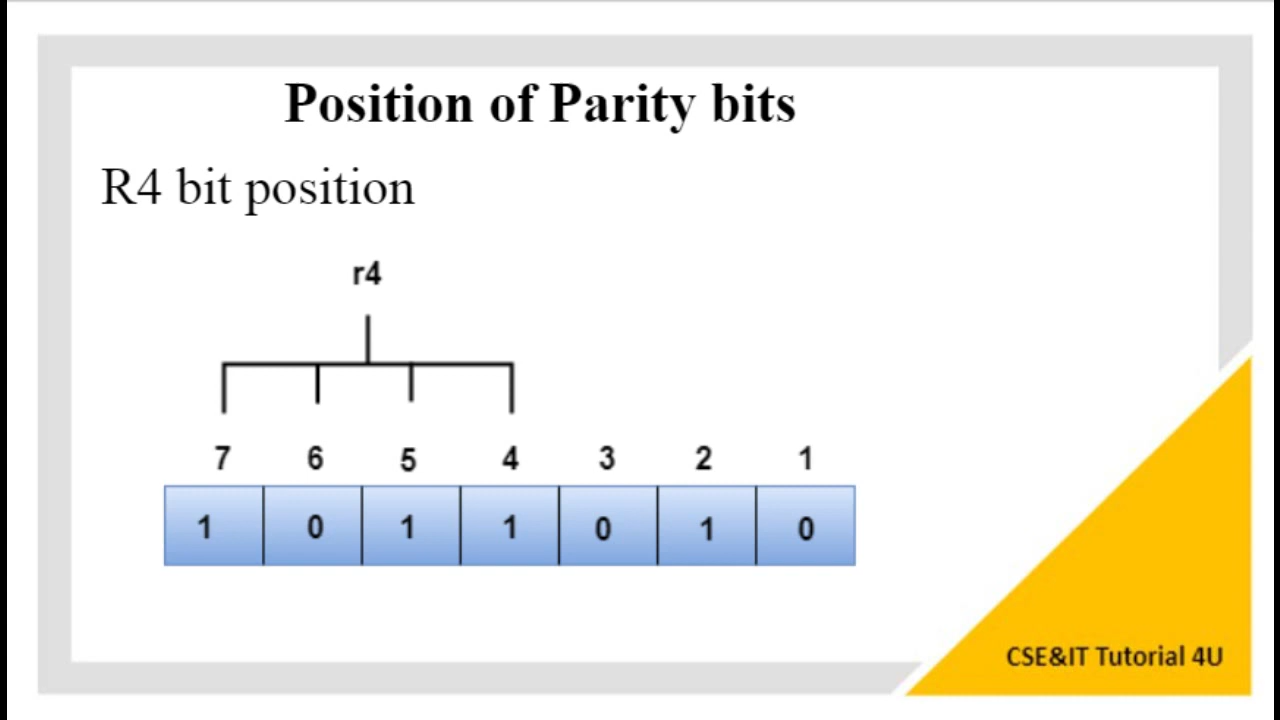 Position of Parity bits
R4 bit position
r4
7 6 5 4 3 2 1
1 0 1 1 0 1 0
CSE&IT Tutorial 4U